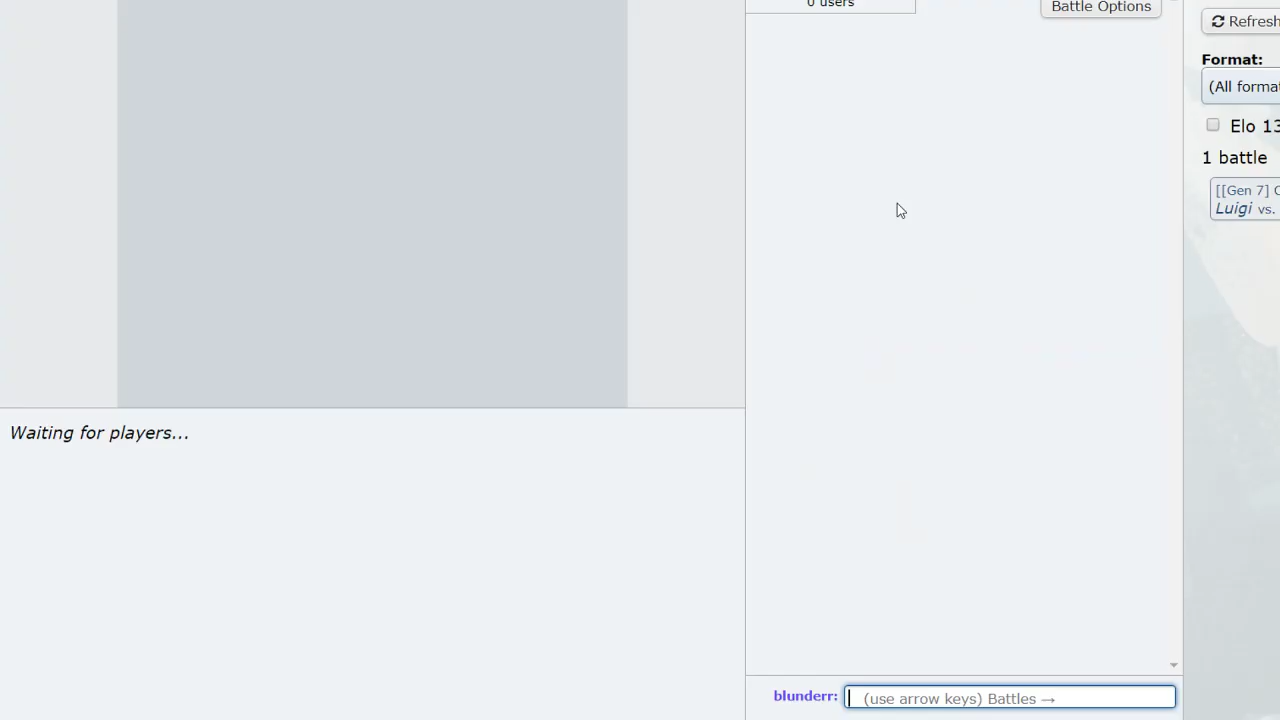 0 users
Battle Options
Refresh
Format:
(All forma
Elo 13
1 battle
[[Gen 7]
Luigi vs.
Waiting for players...
blunderr:
(use arrow keys) Battles →